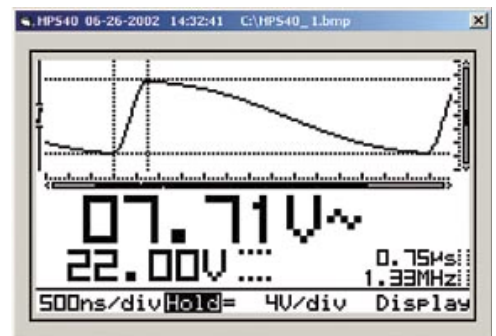 HPS40 06-26-2002 14:32:41 C:\HPS40_1.bmp
07.71V~
22.00V
0.75µs
1.33MHz
500ns/div Hold= 4V/div Display